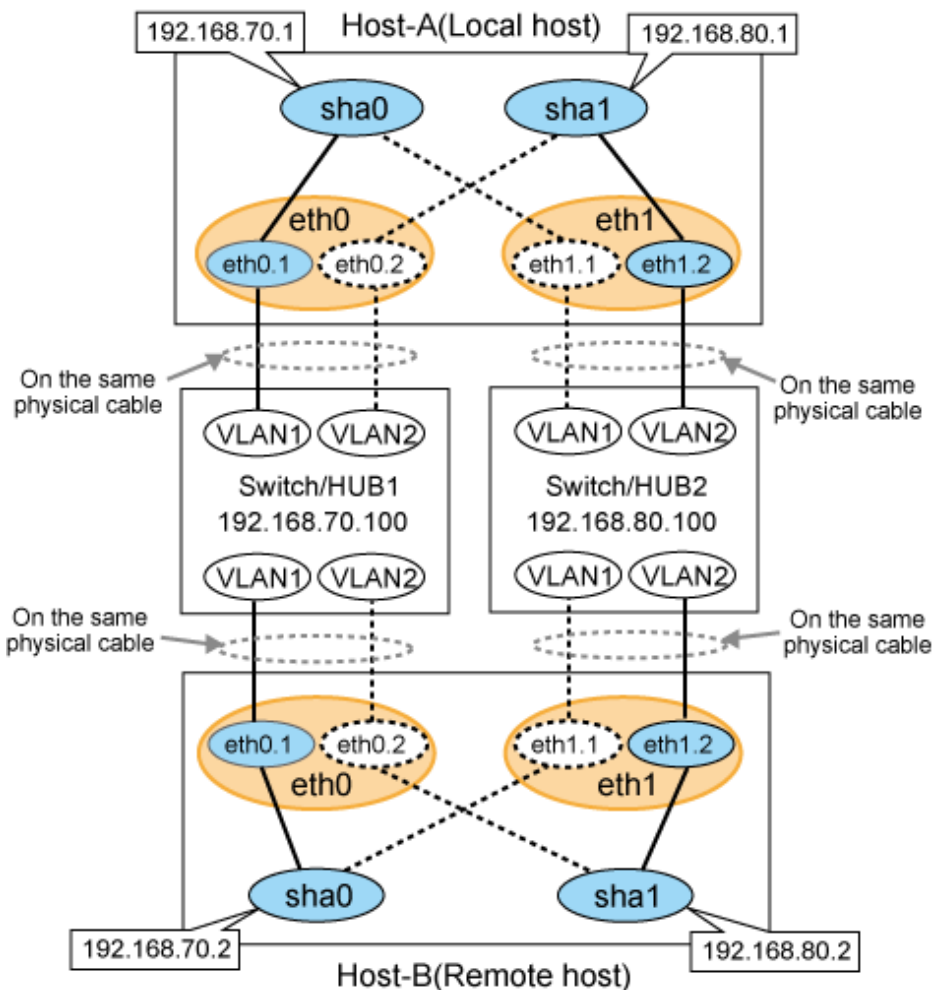 192.168.70.1
Host-A(Local host)
192.168.80.1
sha0
sha1
eth0
eth1
eth0.1
eth0.2
eth1.1
eth1.2
On the same
physical cable
On the same
physical cable
VLAN1
VLAN2
VLAN1
VLAN2
Switch/HUB1
192.168.70.100
Switch/HUB2
192.168.80.100
VLAN1
VLAN2
VLAN1
VLAN2
On the same
physical cable
On the same
physical cable
eth0.1
eth0.2
eth1.1
eth1.2
eth0
eth1
sha0
sha1
192.168.70.2
192.168.80.2
Host-B(Remote host)